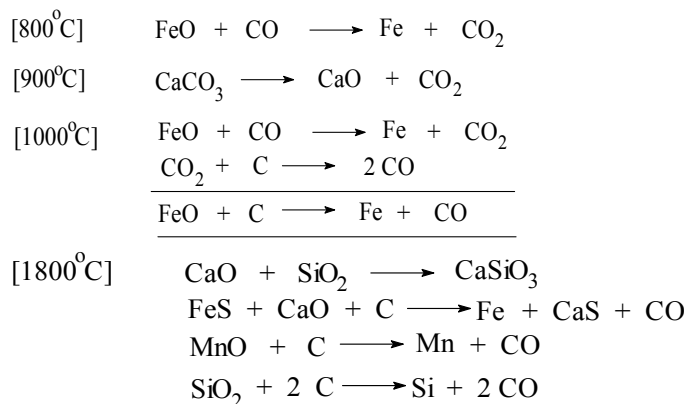 [800°C] FeO + CO ⟶ Fe + CO₂
[900°C] CaCO₃ ⟶ CaO + CO₂
[1000°C] FeO + CO ⟶ Fe + CO₂
CO₂ + C ⟶ 2 CO
FeO + C ⟶ Fe + CO
[1800°C] CaO + SiO₂ ⟶ CaSiO₃
FeS + CaO + C ⟶ Fe + CaS + CO
MnO + C ⟶ Mn + CO
SiO₂ + 2 C ⟶ Si + 2 CO